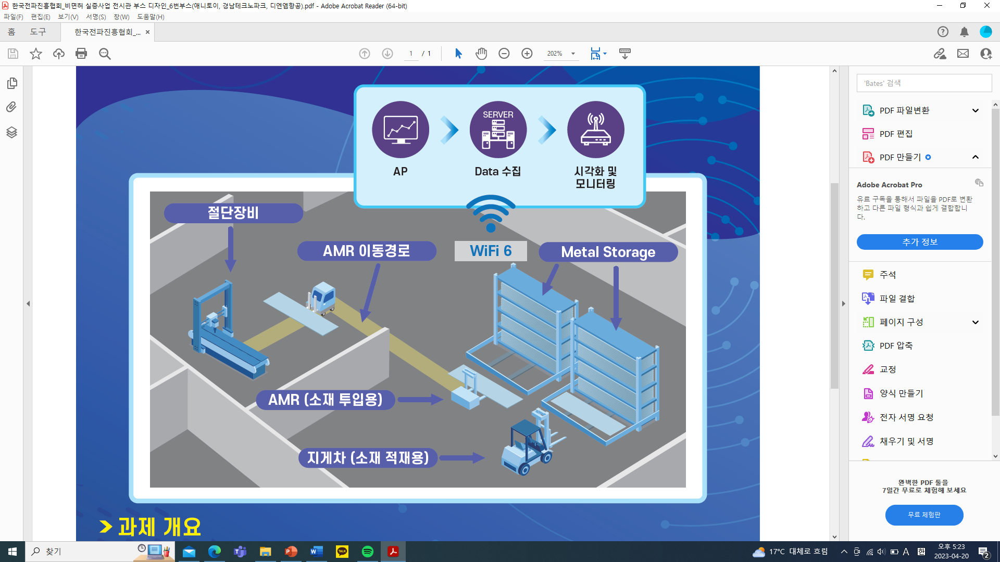 한국전파진흥협회_비면허 실증사업 전시관 부스 디자인_6번부스(애니토이, 경남테크노파크, 디엔엠항공).pdf - Adobe Acrobat Reader (64-bit)
파일(F) 편집(E) 보기(V) 서명(S) 창(W) 도움말(H)
홈 도구 한국전파진흥협회_... ×
1 / 1 202%
'Bates' 검색
PDF 파일변환
PDF 편집
PDF 만들기
Adobe Acrobat Pro
유료 구독을 통해서 파일을 PDF로 변환
하고 다른 파일 형식과 쉽게 결합합니
다.
추가 정보
주석
파일 결합
페이지 구성
PDF 압축
교정
양식 만들기
전자 서명 요청
채우기 및 서명
완벽한 PDF 툴을
7일간 무료로 체험해 보세요
무료 체험판
SERVER
AP
Data 수집
시각화 및
모니터링
절단장비
AMR 이동경로
WiFi 6
Metal Storage
AMR (소재 투입용)
지게차 (소재 적재용)
과제 개요
찾기
TALK
17°C 대체로 흐림
A 한
오후 5:23
2023-04-20
2